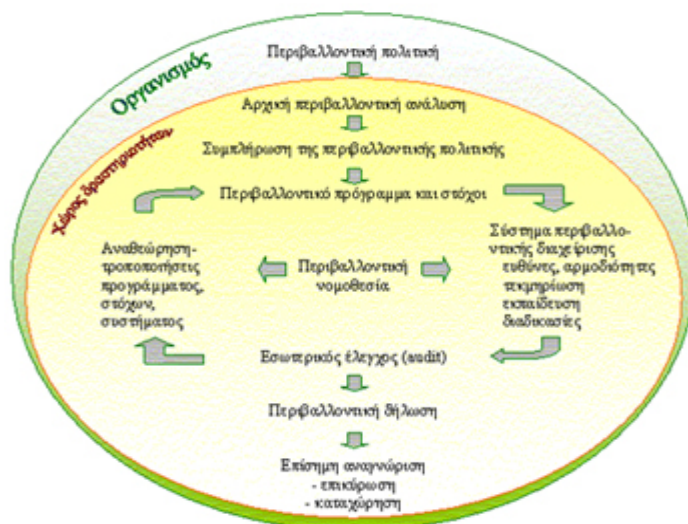 Οργανισμός
Χώρος δραστηριοτήτων
Περιβαλλοντική πολιτική
Αρχική περιβαλλοντική ανάλυση
Συμπλήρωση της περιβαλλοντικής πολιτικής
Περιβαλλοντικό πρόγραμμα και στόχοι
Αναθεώρηση-
τροποποιήσεις
προγράμματος,
στόχων,
συστήματος
Περιβαλλοντική
νομοθεσία
Σύστημα περιβαλλο-
ντικής διαχείρισης
ευθύνες, αρμοδιότητες
τεκμηρίωση
εκπαίδευση
διαδικασίες
Εσωτερικός έλεγχος (audit)
Περιβαλλοντική δήλωση
Επίσημη αναγνώριση
- επικύρωση
- καταχώρηση